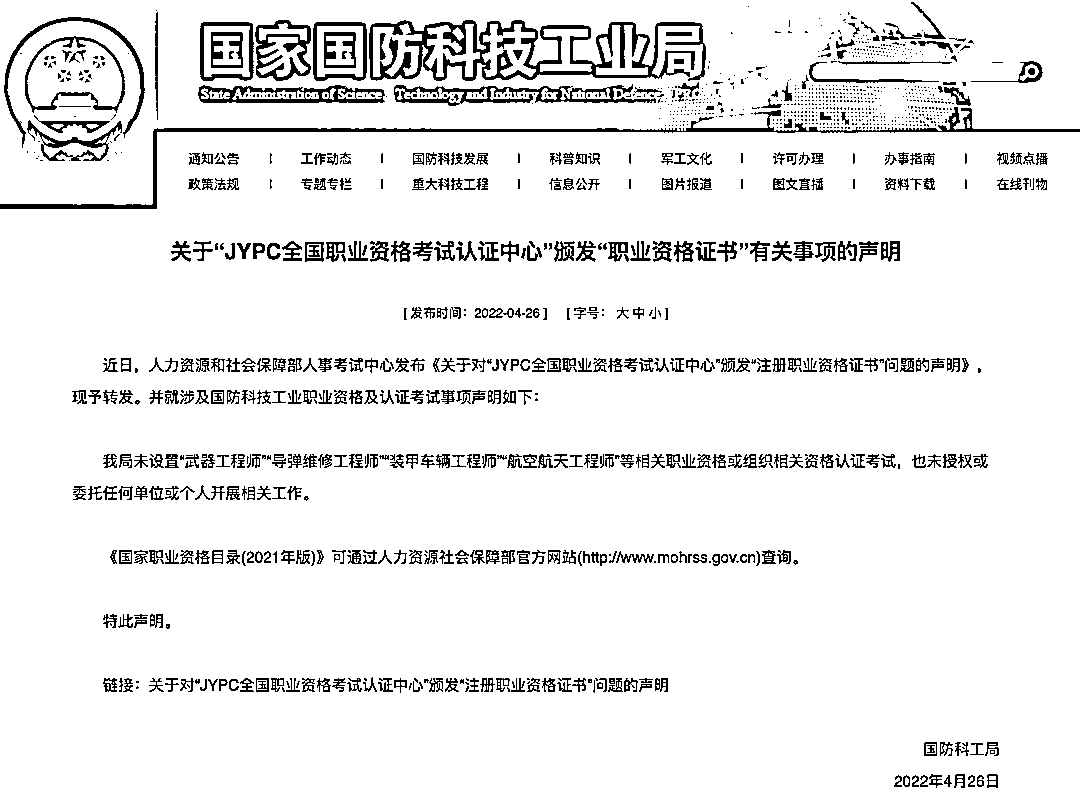 国家国防科技工业局
State Administration of Science Technology and Industry for National Defence
通知公告 | 工作动态 | 国防科技发展 | 科普知识 | 军工文化 | 许可办理 | 办事指南 | 视频点播
政策法规 | 专题专栏 | 重大科技工程 | 信息公开 | 图片报道 | 图文直播 | 资料下载 | 在线刊物
关于“JYPC全国职业资格考试认证中心”颁发“职业资格证书”有关事项的声明
[ 发布时间：2022-04-26 ] [ 字号： 大 中 小 ]
近日，人力资源和社会保障部人事考试中心发布《关于对“JYPC全国职业资格考试认证中心”颁发“注册职业资格证书”问题的声明》，
现予转发。并就涉及国防科技工业职业资格及认证考试事项声明如下：
我局未设置“武器工程师”“导弹维修工程师”“装甲车辆工程师”“航空航天工程师”等相关职业资格或组织相关资格认证考试，也未授权或
委托任何单位或个人开展相关工作。
《国家职业资格目录(2021年版)》可通过人力资源社会保障部官方网站(http://www.mohrss.gov.cn)查询。
特此声明。
链接：关于对“JYPC全国职业资格考试认证中心”颁发“注册职业资格证书”问题的声明
国防科工局
2022年4月26日